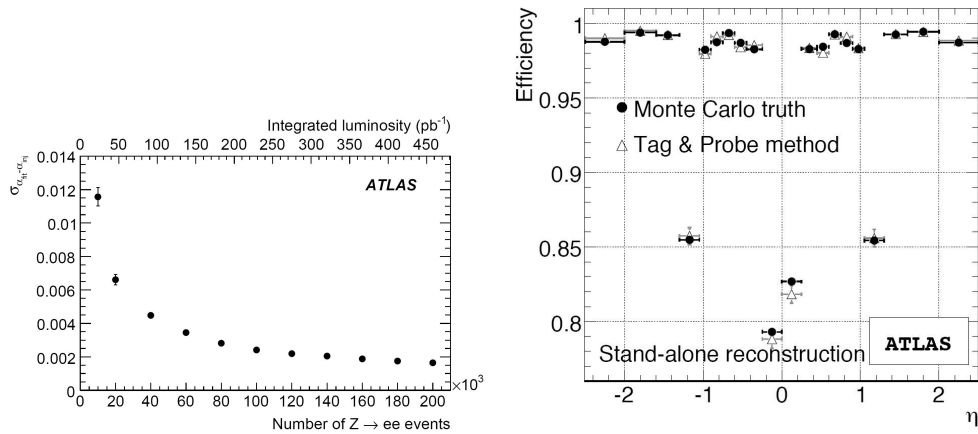 Integrated luminosity (pb-1)
0 50 100 150 200 250 300 350 400 450
σαfit-αinj
ATLAS
0.014
0.012
0.01
0.008
0.006
0.004
0.002
0
0 20 40 60 80 100 120 140 160 180 200
×10³
Number of Z → ee events
Efficiency
1
0.95
0.9
0.85
0.8
Monte Carlo truth
Tag & Probe method
Stand-alone reconstruction
ATLAS
-2 -1 0 1 2
η